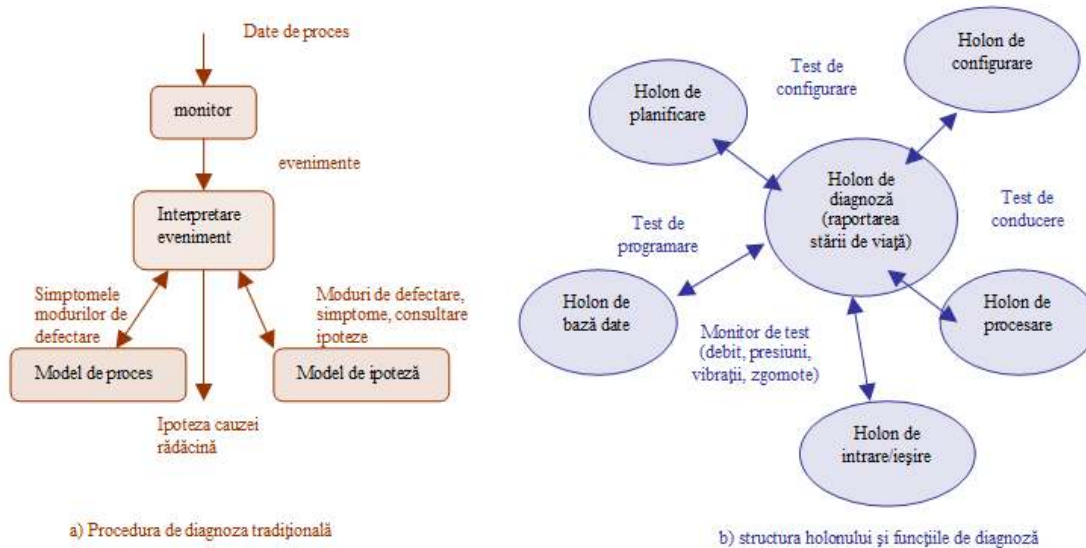 Date de proces
monitor
evenimente
Interpretare
eveniment
Simptomele
modurilor de
defectare
Moduri de defectare,
simptome, consultare
ipoteze
Model de proces
Model de ipoteză
Ipoteza cauzei
rădăcină
a) Procedura de diagnoza tradiţională
Holon de
configurare
Test de
configurare
Holon de
planificare
Holon de
diagnoză
(raportarea
stării de viaţă)
Test de
conducere
Test de
programare
Holon de
bază date
Holon de
procesare
Monitor de test
(debit, presiuni,
vibraţii, zgomote)
Holon de
intrare/ieşire
b) structura holonului şi funcţiile de diagnoză